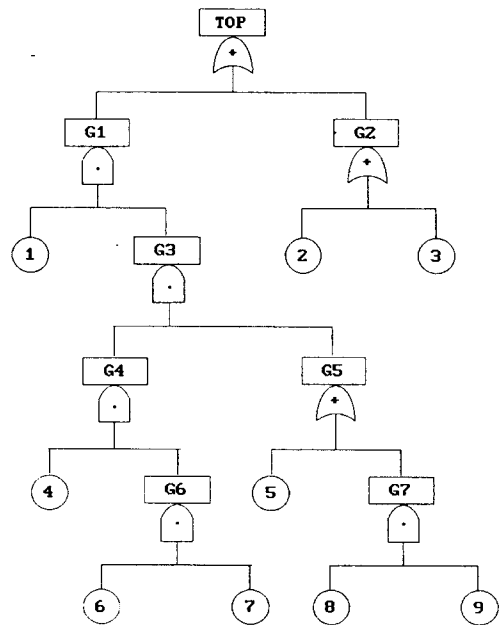 TOP
+
G1 G2
· +
1 G3 2 3
·
G4 G5
· +
4 G6 5 G7
· ·
6 7 8 9